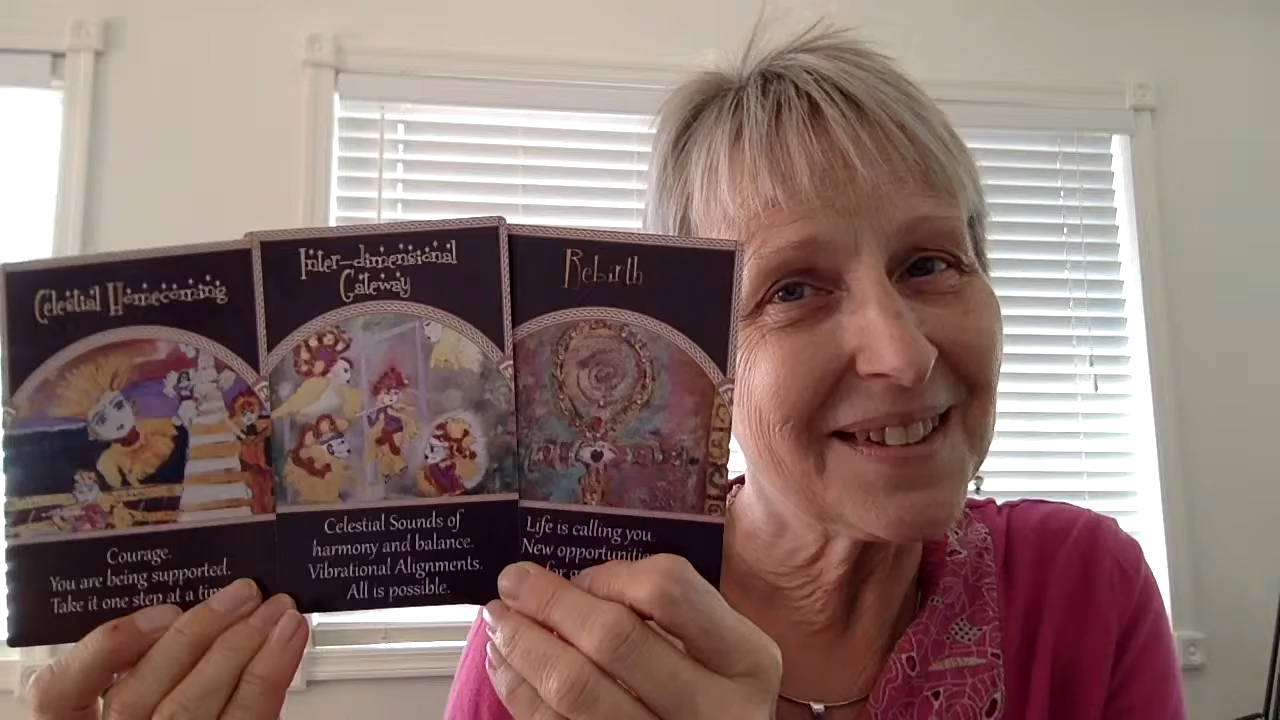 Celestial Homecoming
Courage.
You are being supported.
Take it one step at a
Inter-dimensional
Gateway
Celestial Sounds of
harmony and balance.
Vibrational Alignments.
All is possible.
Rebirth
Life is calling you.
New
for